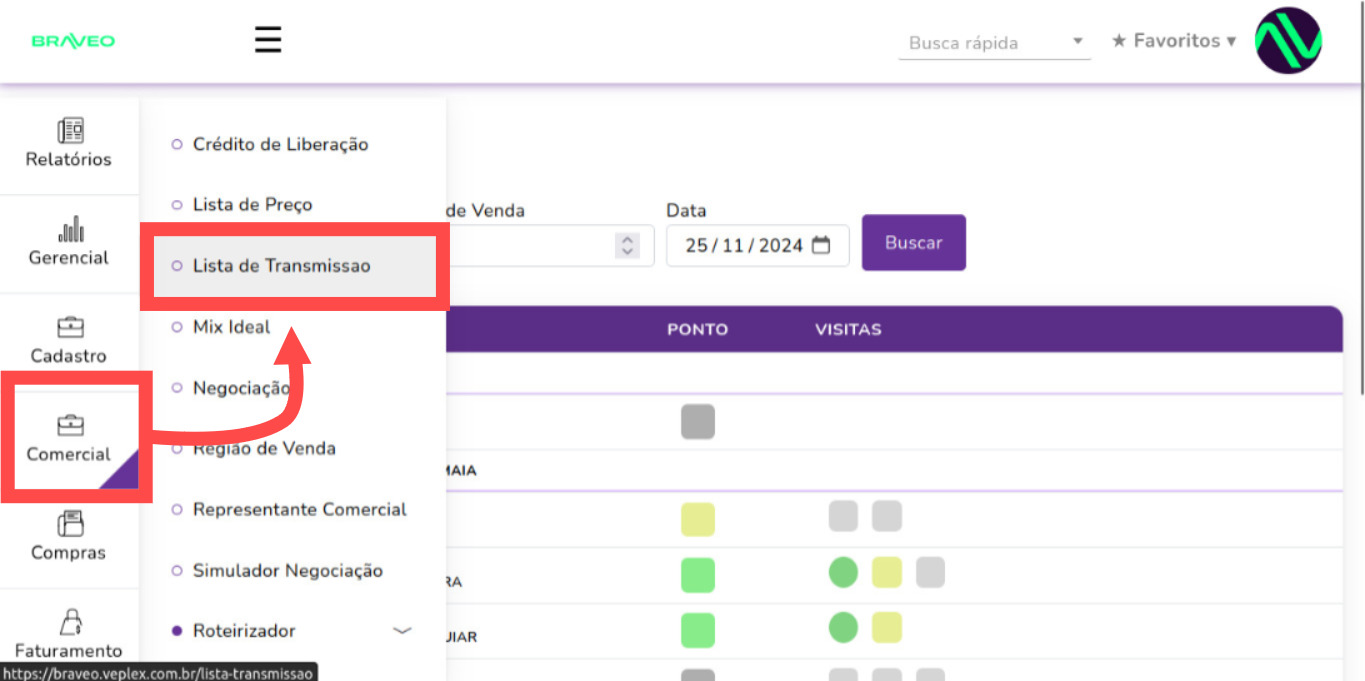 BRAVEO
Busca rápida
★ Favoritos ▾
Relatórios
Gerencial
Cadastro
Comercial
Compras
Faturamento
Crédito de Liberação
Lista de Preço
Lista de Transmissao
Mix Ideal
Negociação
Região de Venda
Representante Comercial
Simulador Negociação
Roteirizador
de Venda
Data
25/11/2024
Buscar
PONTO VISITAS
MAIA
RA
UIAR
https://braveo.veplex.com.br/lista-transmissao